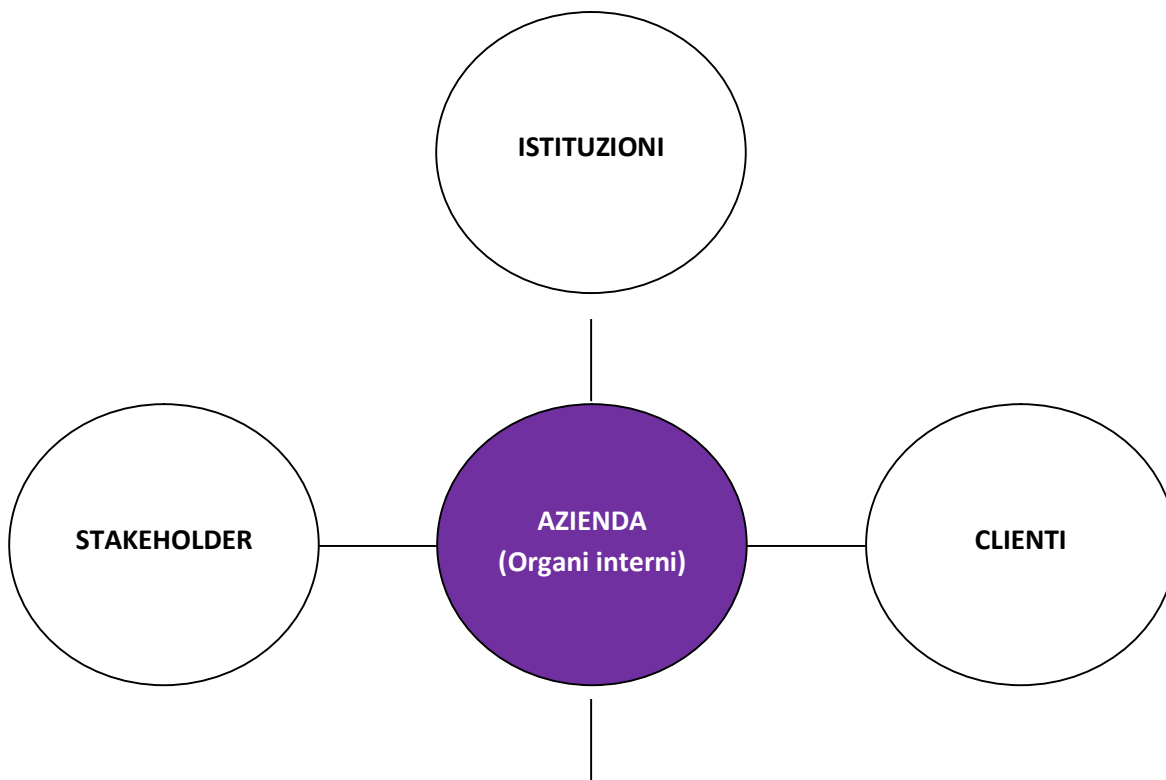 ISTITUZIONI
STAKEHOLDER
AZIENDA
(Organi interni)
CLIENTI